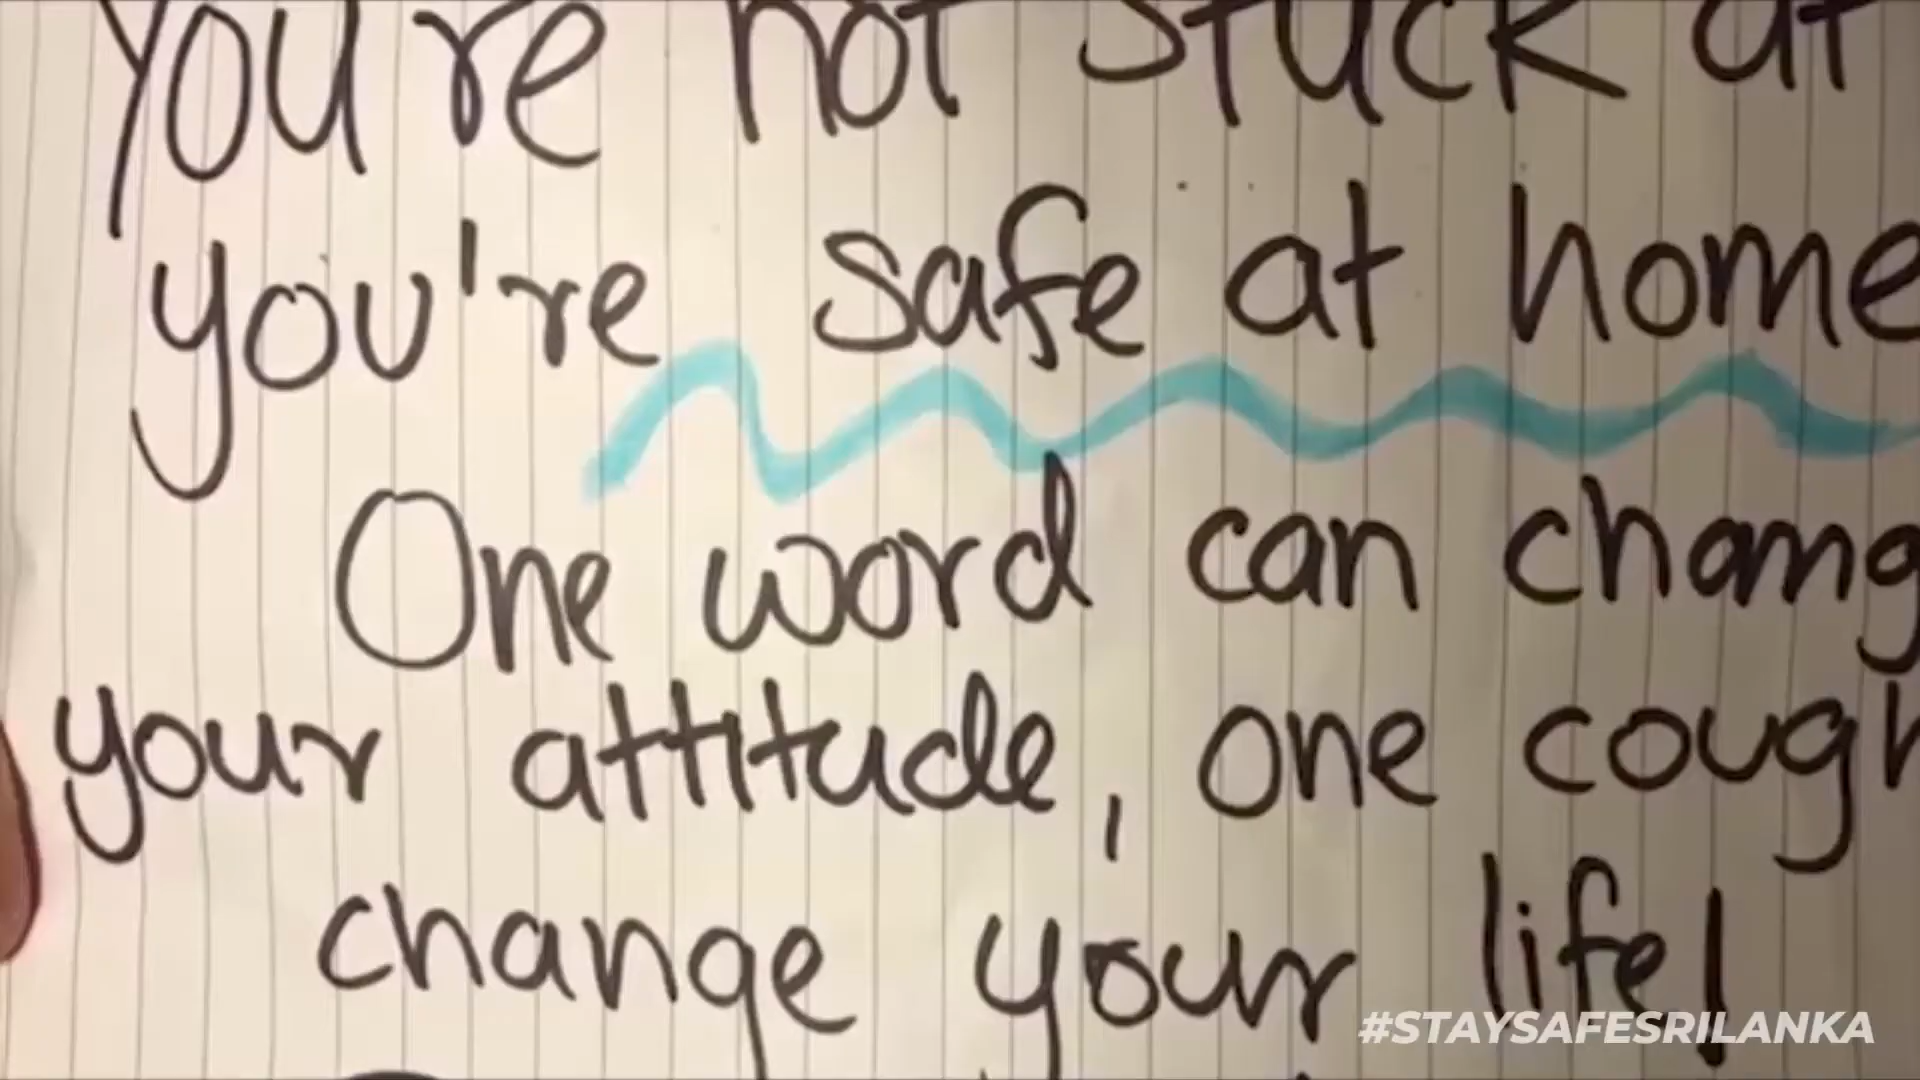 You're not stuck at
you're safe at home
One word can chang
your attitude, one cough
change your life!
#STAYSAFESRILANKA